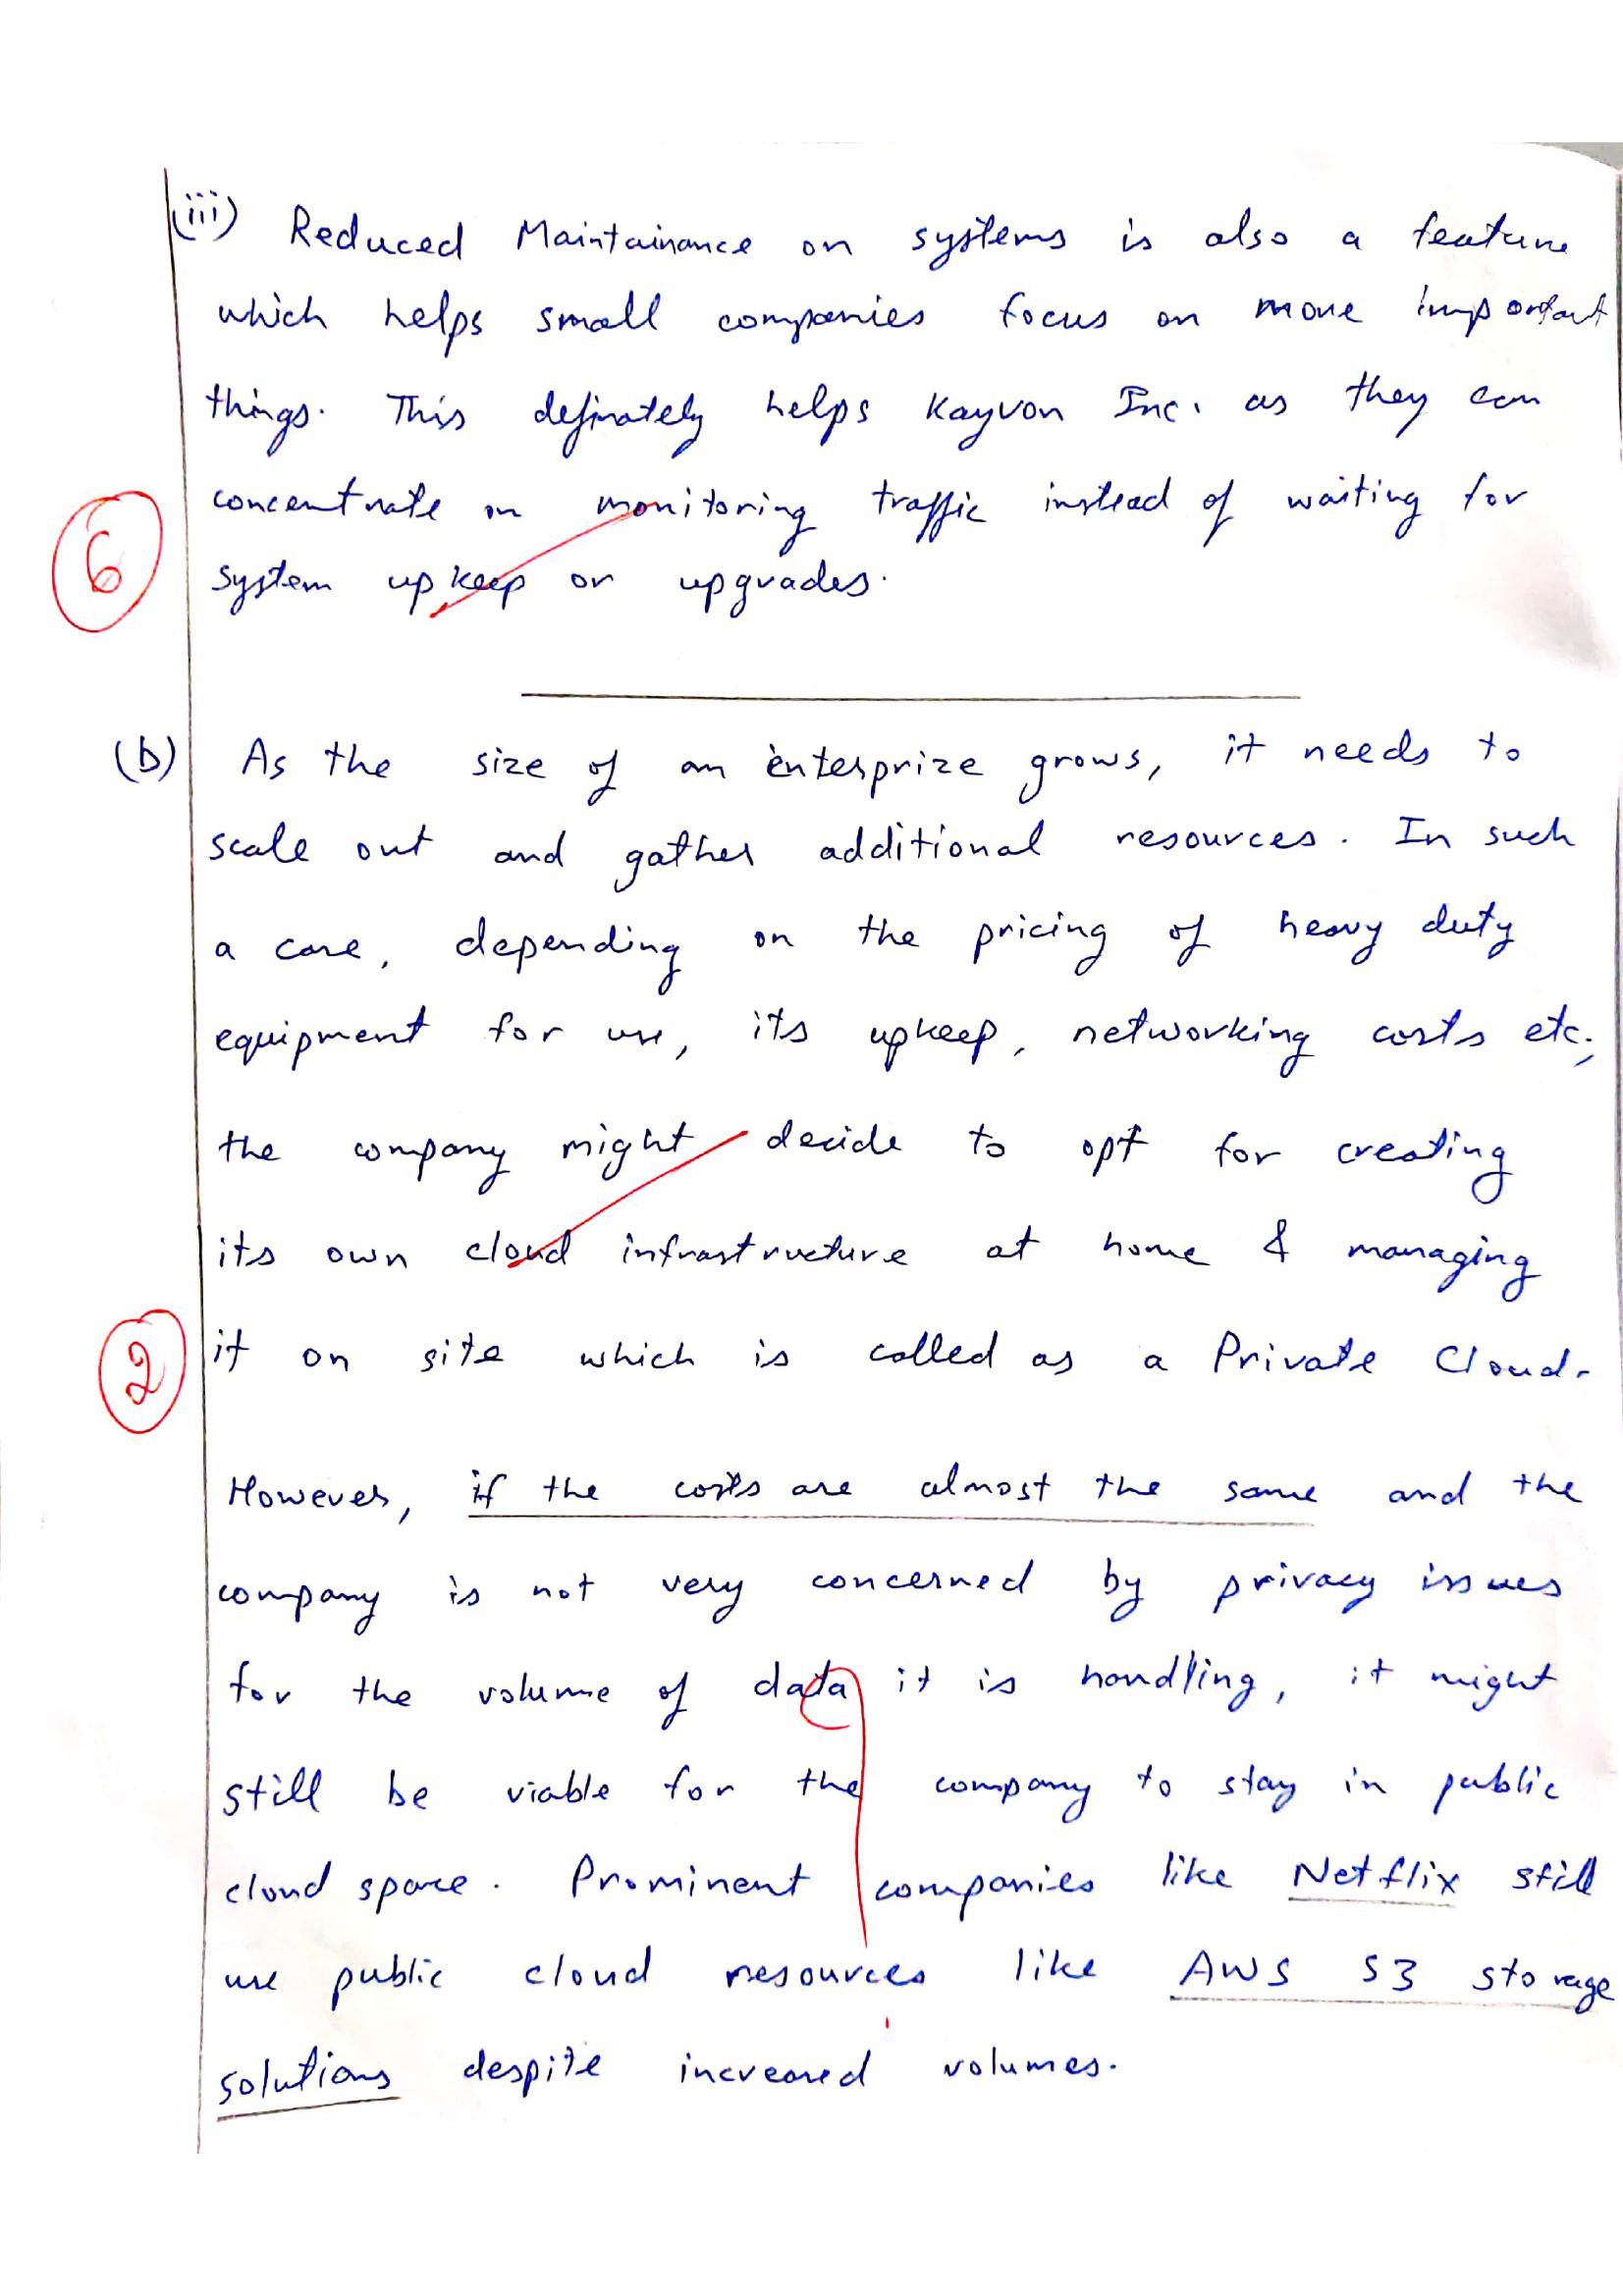 (iii) Reduced Maintainance on systems is also a feature
which helps small companies focus on more important
things. This definately helps Kayvon Inc. as they can
concentrate on monitoring traffic instead of waiting for
6
system upkeep or upgrades.
(b) As the size of an enterprize grows, it needs to
scale out and gather additional resources. In such
a case, depending on the pricing of heavy duty
equipment for use, its upkeep, networking costs etc.,
the company might decide to opt for creating
its own cloud infrastructure at home & managing
2
it on site which is called as a Private Cloud.
However, if the costs are almost the same and the
company is not very concerned by privacy issues
for the volume of data it is handling, it might
still be viable for the company to stay in public
cloud space. Prominent companies like Netflix still
use public cloud resources like AWS S3 storage
solutions despite increased volumes.